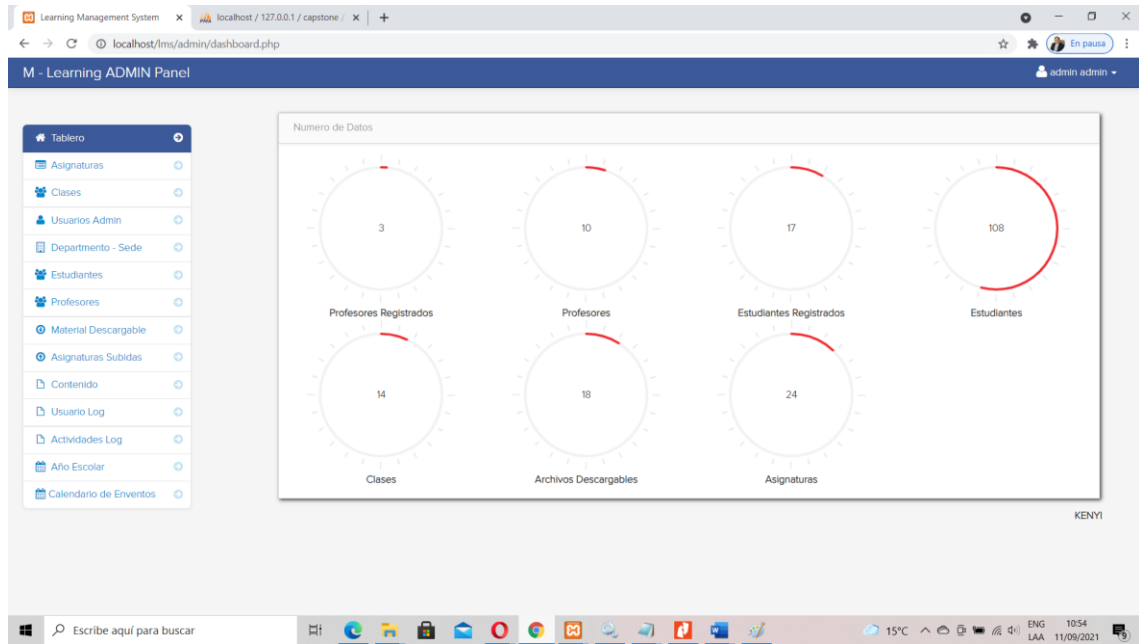 Learning Management System
localhost / 127.0.0.1 / capstone /
localhost/lms/admin/dashboard.php
En pausa
M - Learning ADMIN Panel
admin admin
Tablero
Asignaturas
Clases
Usuarios Admin
Departmento - Sede
Estudiantes
Profesores
Material Descargable
Asignaturas Subidas
Contenido
Usuario Log
Actividades Log
Año Escolar
Calendario de Enventos
Numero de Datos
3
10
17
108
Profesores Registrados
Profesores
Estudiantes Registrados
Estudiantes
14
18
24
Clases
Archivos Descargables
Asignaturas
KENYI
Escribe aquí para buscar
15°C
ENG
LAA
10:54
11/09/2021
9